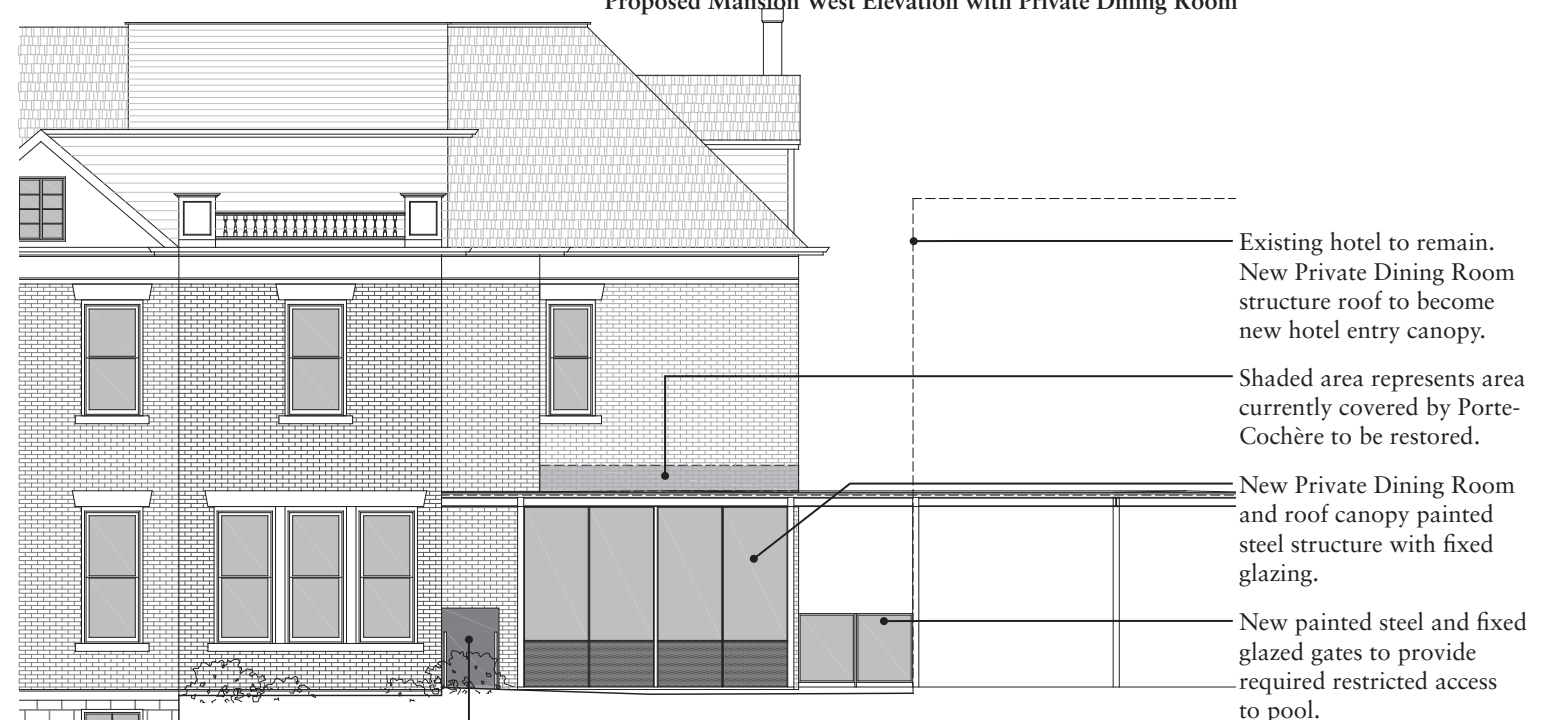 Proposed Mansion West Elevation with Private Dining Room
Existing hotel to remain.
New Private Dining Room
structure roof to become
new hotel entry canopy.
Shaded area represents area
currently covered by Porte-
Cochère to be restored.
New Private Dining Room
and roof canopy painted
steel structure with fixed
glazing.
New painted steel and fixed
glazed gates to provide
required restricted access
to pool.